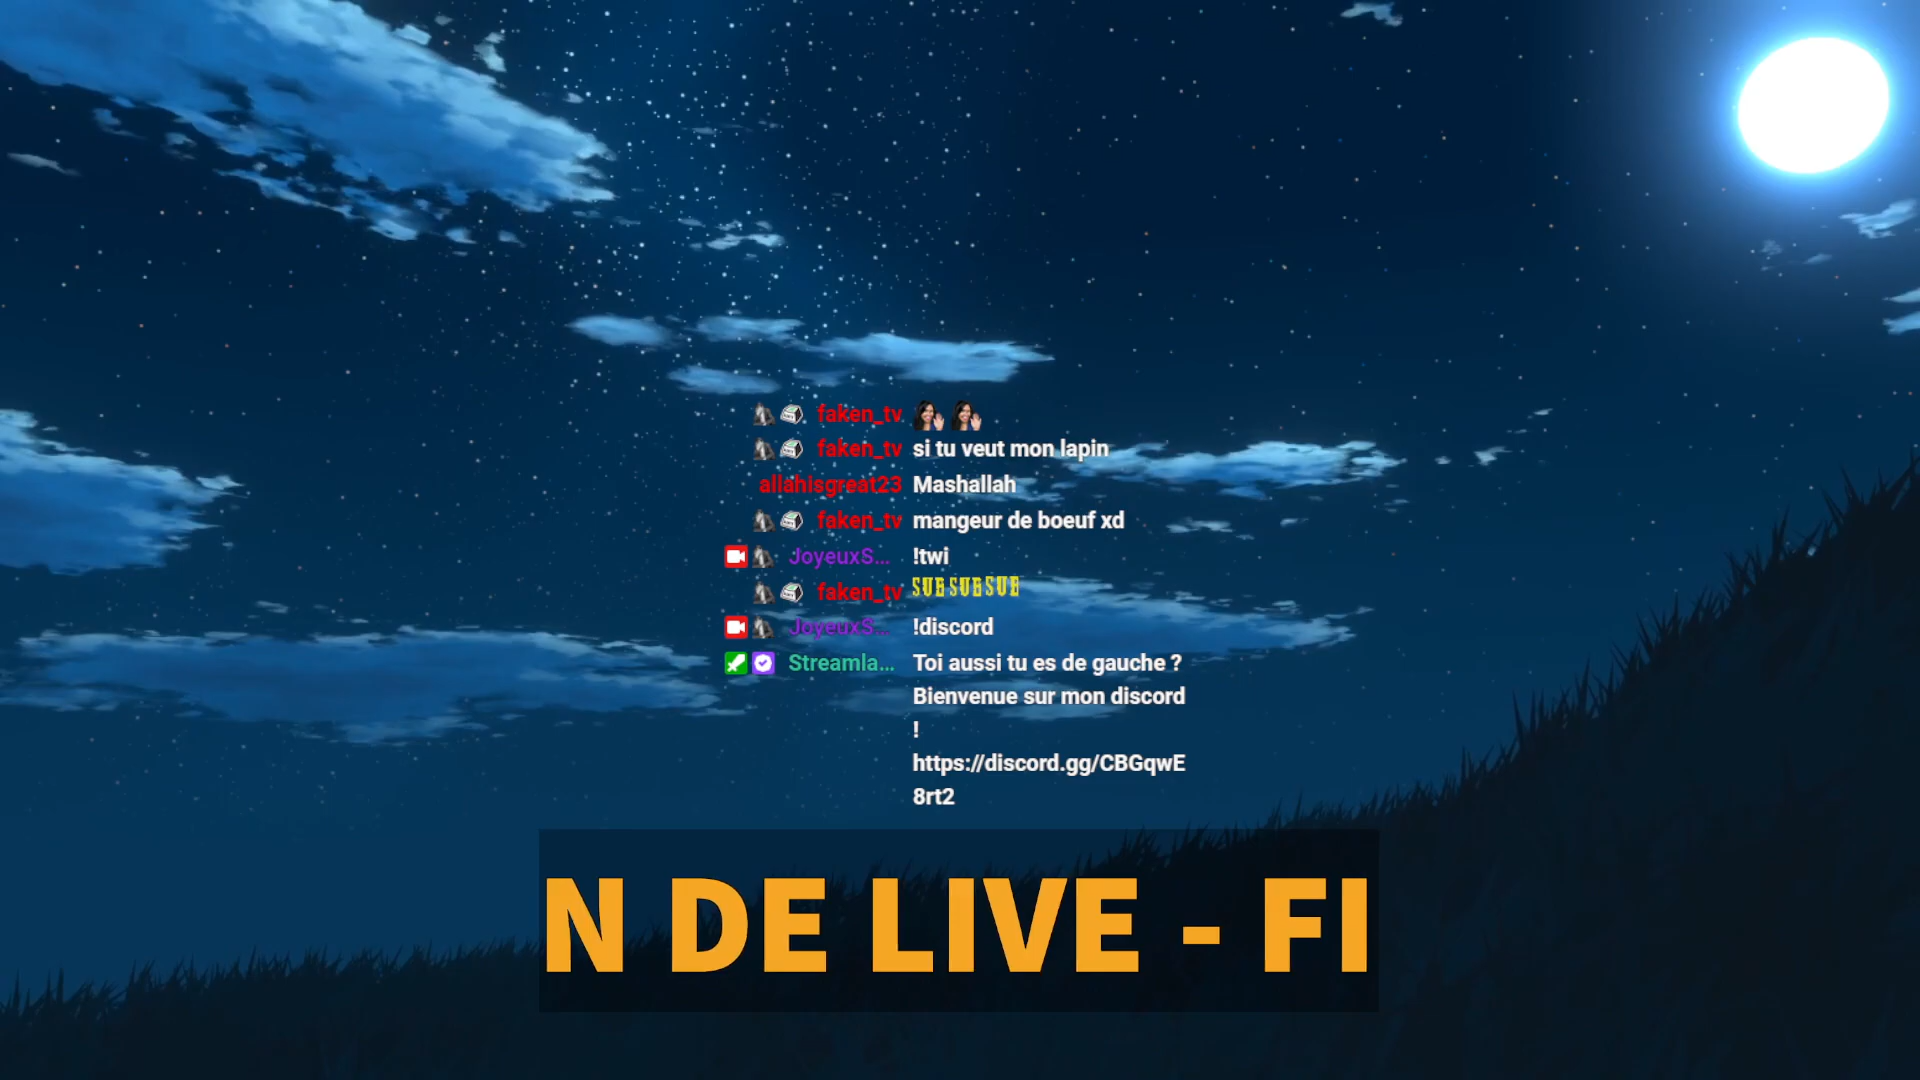 faken_tv
faken_tv si tu veut mon lapin
allahisgreat23 Mashallah
faken_tv mangeur de boeuf xd
JoyeuxS... !twi
faken_tv SUB SUB SUB
JoyeuxS... !discord
Streamla... Toi aussi tu es de gauche ?
Bienvenue sur mon discord
!
https://discord.gg/CBGqwE
8rt2
N DE LIVE - FI